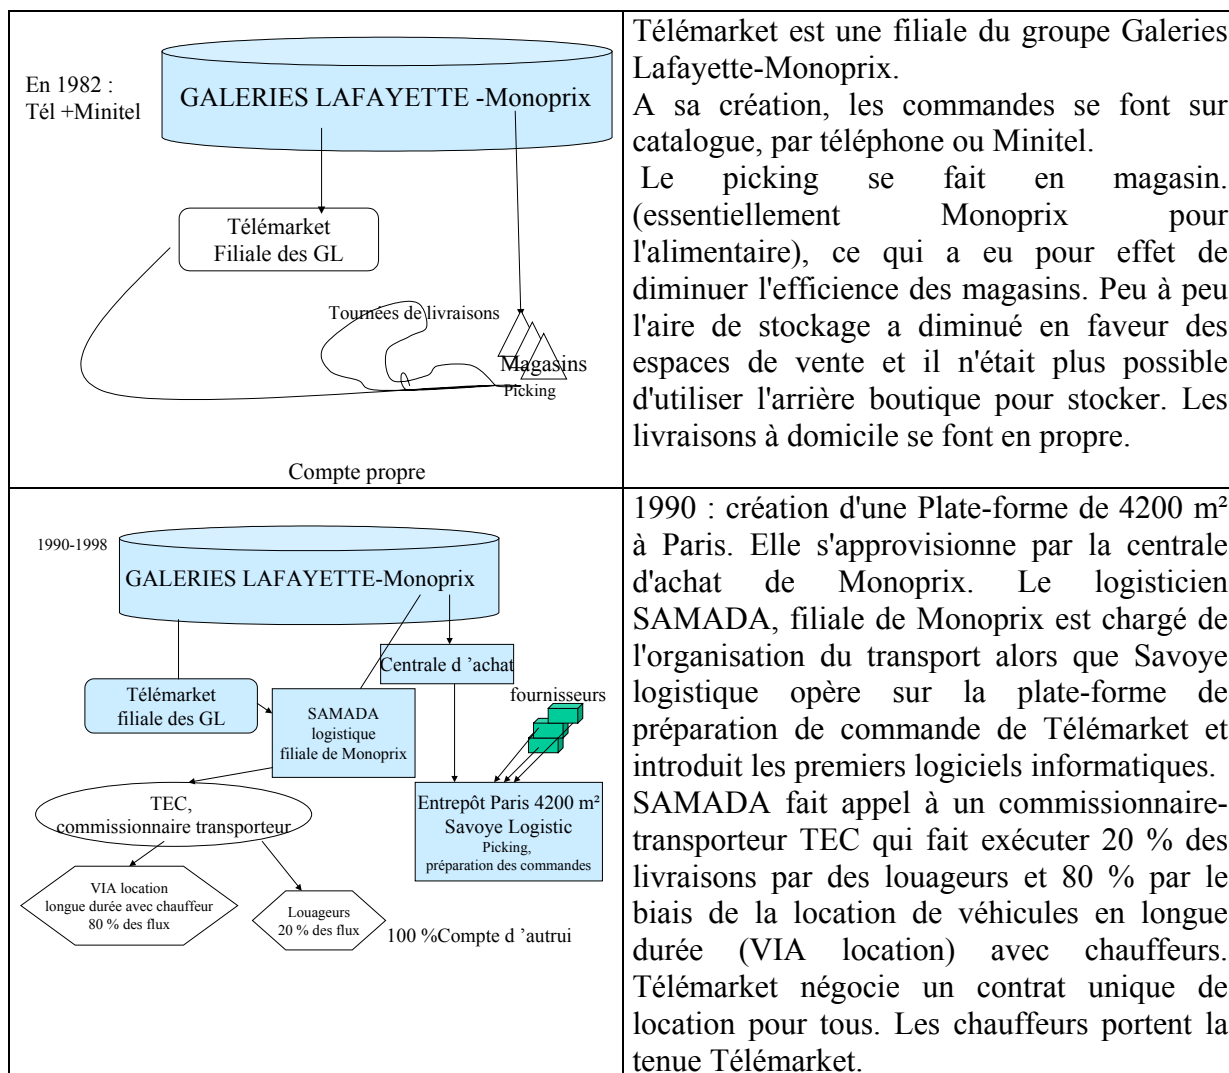 En 1982 :
Tél +Minitel
GALERIES LAFAYETTE -Monoprix
Télémarket
Filiale des GL
Tournées de livraisons
Magasins
Picking
Compte propre
Télémarket est une filiale du groupe Galeries
Lafayette-Monoprix.
A sa création, les commandes se font sur
catalogue, par téléphone ou Minitel.
Le picking se fait en magasin.
(essentiellement Monoprix pour
l'alimentaire), ce qui a eu pour effet de
diminuer l'efficience des magasins. Peu à peu
l'aire de stockage a diminué en faveur des
espaces de vente et il n'était plus possible
d'utiliser l'arrière boutique pour stocker. Les
livraisons à domicile se font en propre.
1990-1998
GALERIES LAFAYETTE-Monoprix
Centrale d ’achat
Télémarket
filiale des GL
fournisseurs
SAMADA
logistique
filiale de Monoprix
TEC,
commissionnaire transporteur
Entrepôt Paris 4200 m²
Savoye Logistic
Picking,
préparation des commandes
VIA location
longue durée avec chauffeur
80 % des flux
Louageurs
20 % des flux
100 %Compte d ’autrui
1990 : création d'une Plate-forme de 4200 m²
à Paris. Elle s'approvisionne par la centrale
d'achat de Monoprix. Le logisticien
SAMADA, filiale de Monoprix est chargé de
l'organisation du transport alors que Savoye
logistique opère sur la plate-forme de
préparation de commande de Télémarket et
introduit les premiers logiciels informatiques.
SAMADA fait appel à un commissionnaire-
transporteur TEC qui fait exécuter 20 % des
livraisons par des louageurs et 80 % par le
biais de la location de véhicules en longue
durée (VIA location) avec chauffeurs.
Télémarket négocie un contrat unique de
location pour tous. Les chauffeurs portent la
tenue Télémarket.